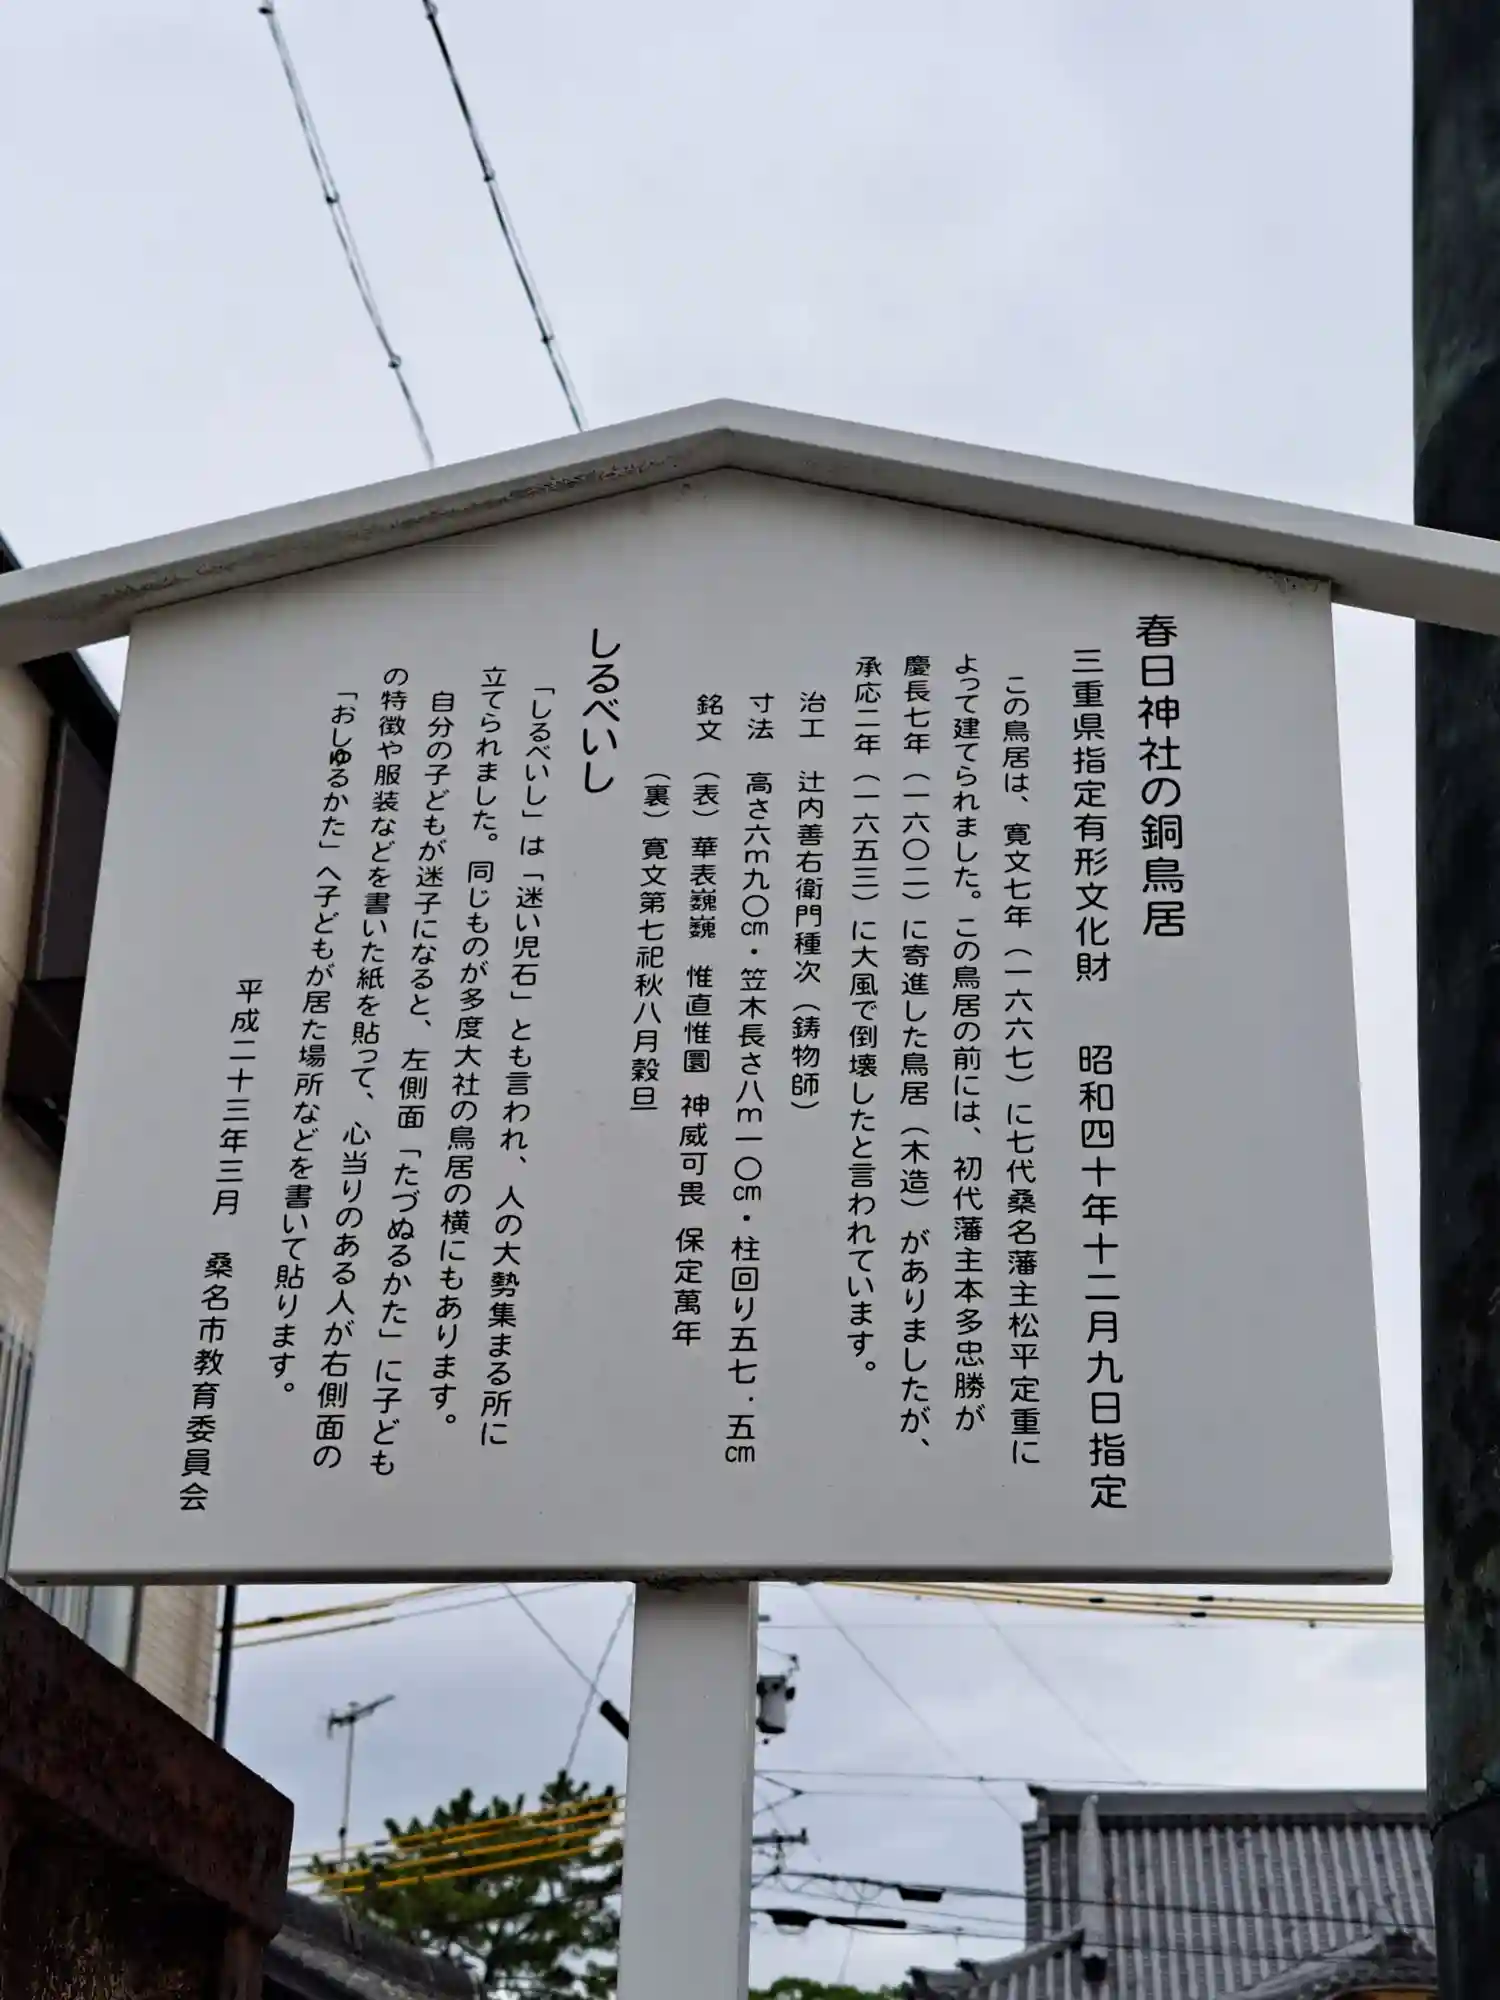 春日神社の銅鳥居
三重県指定有形文化財　昭和四十年十二月九日指定
この鳥居は、寛文七年（一六六七）に七代桑名藩主松平定重に
よって建てられました。この鳥居の前には、初代藩主本多忠勝が
慶長七年（一六〇二）に寄進した鳥居（木造）がありましたが、
承応二年（一六五三）に大風で倒壊したと言われています。
治工　辻内善右衛門種次（鋳物師）
寸法　高さ六m九〇㎝・笠木長さ八m一〇㎝・柱回り五七．五㎝
銘文　（表）華表巍巍　惟直惟圜　神威可畏　保定萬年
（裏）寛文第七祀秋八月穀旦
しるべいし
「しるべいし」は「迷い児石」とも言われ、人の大勢集まる所に
立てられました。同じものが多度大社の鳥居の横にもあります。
自分の子どもが迷子になると、左側面「たづぬるかた」に子ども
の特徴や服装などを書いた紙を貼って、心当りのある人が右側面の
「おしゆるかた」へ子どもが居た場所などを書いて貼ります。
平成二十三年三月　桑名市教育委員会